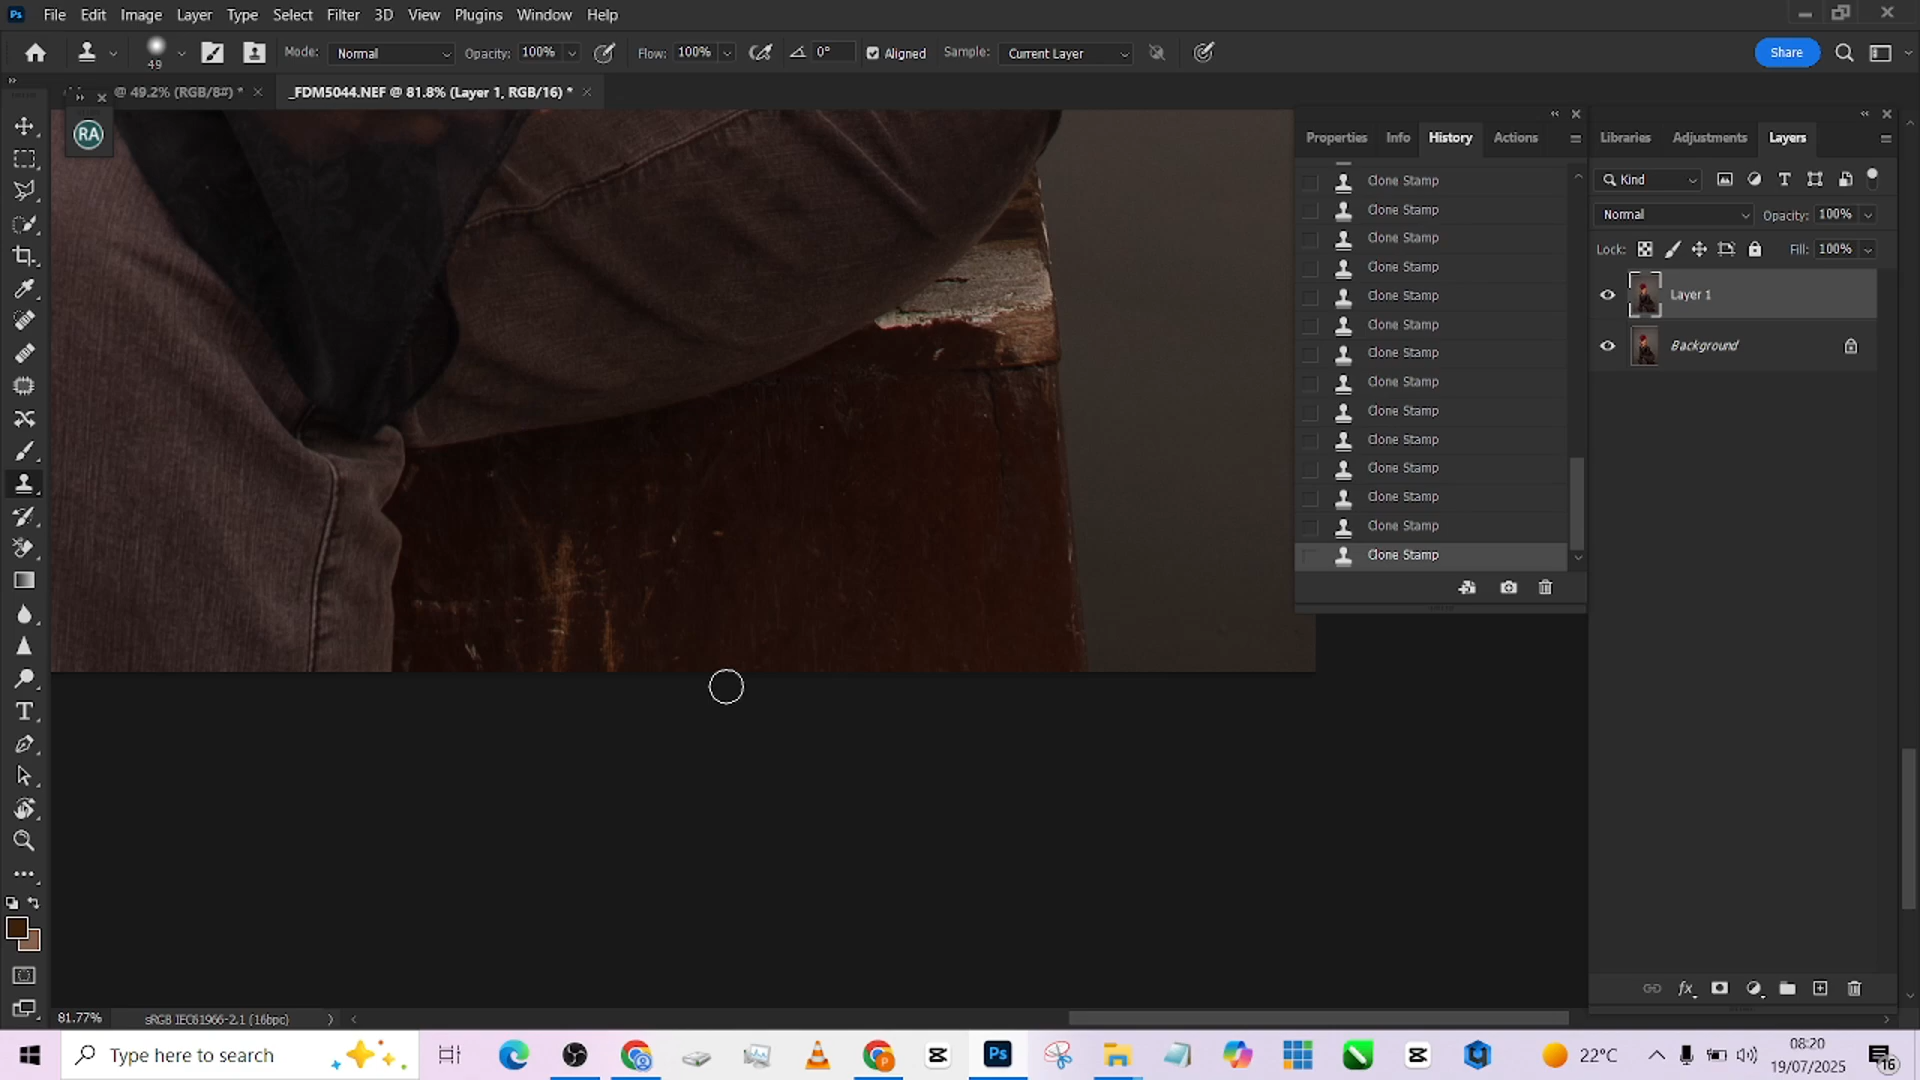 Ps File Edit Image Layer Type Select Filter 3D View Plugins Window Help
49 Mode: Normal Opacity: 100% Flow: 100% 0° Aligned Sample: Current Layer Share
@ 49.2% (RGB/8#) * _FDM5044.NEF @ 81.8% (Layer 1, RGB/16) *
RA
Properties Info History Actions
Clone Stamp
Clone Stamp
Clone Stamp
Clone Stamp
Clone Stamp
Clone Stamp
Clone Stamp
Clone Stamp
Clone Stamp
Clone Stamp
Clone Stamp
Clone Stamp
Clone Stamp
Clone Stamp
Libraries Adjustments Layers
Kind
Normal Opacity: 100%
Lock: Fill: 100%
Layer 1
Background
fx
81.77% sRGB IEC61966-2.1 (16bpc)
Type here to search
Ps
22°C
08:20
19/07/2025
16